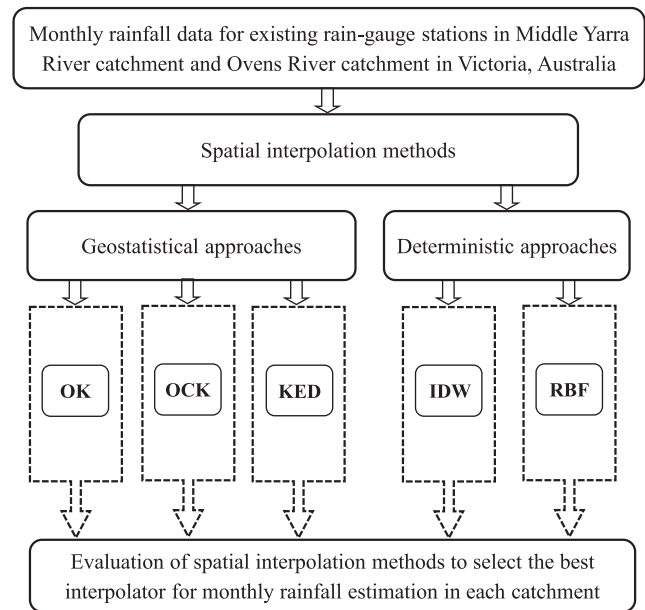 Monthly rainfall data for existing rain-gauge stations in Middle Yarra
River catchment and Ovens River catchment in Victoria, Australia
Spatial interpolation methods
Geostatistical approaches
Deterministic approaches
OK
OCK
KED
IDW
RBF
Evaluation of spatial interpolation methods to select the best
interpolator for monthly rainfall estimation in each catchment